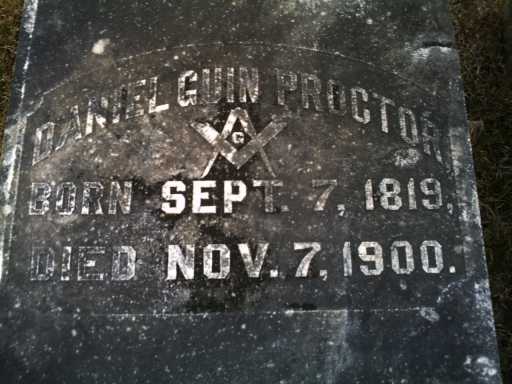 DANIEL GUIN PROCTOR
G
BORN SEPT. 7, 1819,
DIED NOV. 7, 1900.